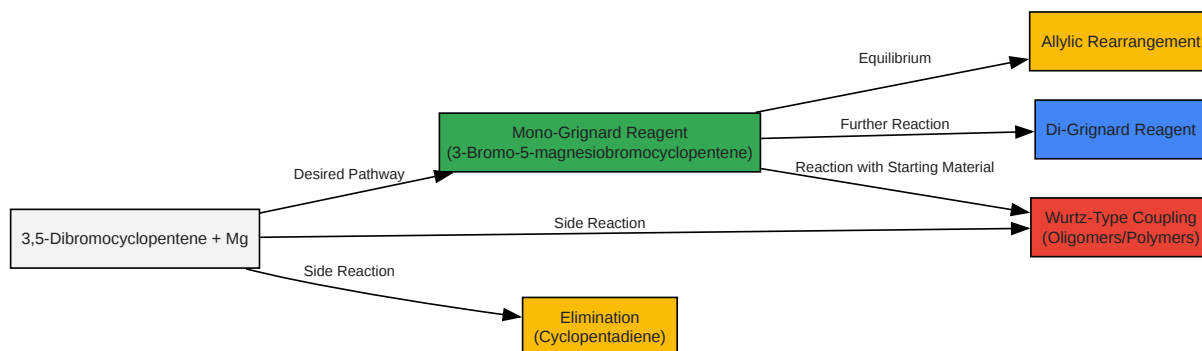 Allylic Rearrangement
Equilibrium
Mono-Grignard Reagent
(3-Bromo-5-magnesiobromocyclopentene)
Further Reaction
Di-Grignard Reagent
Desired Pathway
Reaction with Starting Material
3,5-Dibromocyclopentene + Mg
Side Reaction
Wurtz-Type Coupling
(Oligomers/Polymers)
Side Reaction
Elimination
(Cyclopentadiene)